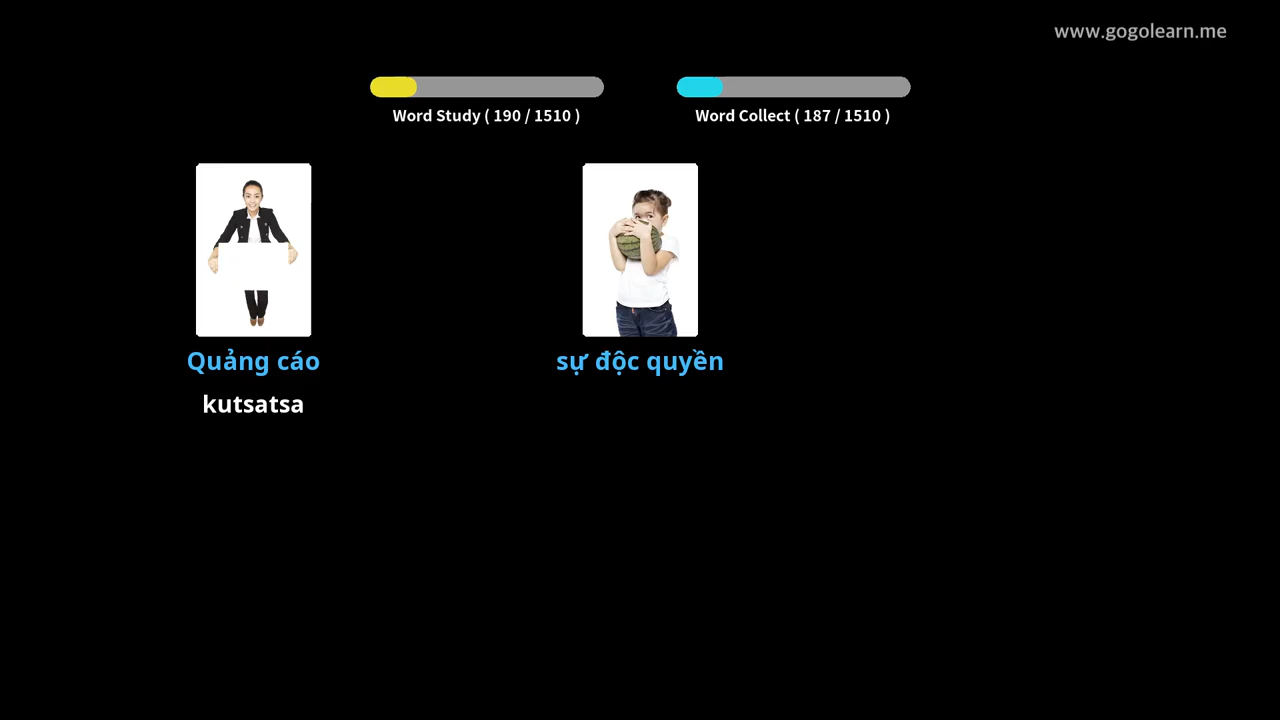 www.gogolearn.me
Word Study ( 190 / 1510 )
Word Collect ( 187 / 1510 )
Quảng cáo
sự độc quyền
kutsatsa